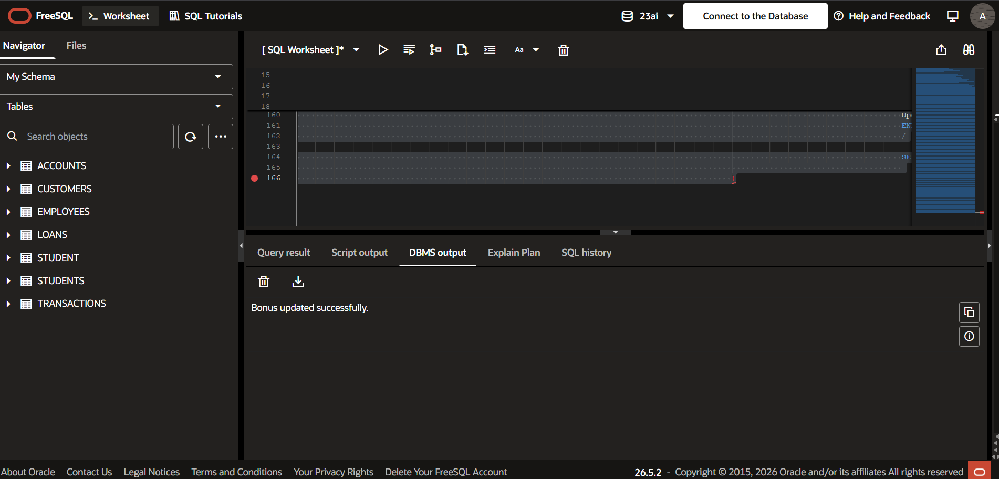 FreeSQL
Worksheet
SQL Tutorials
23ai
Connect to the Database
Help and Feedback
A
Navigator
Files
[ SQL Worksheet ]*
Aa
My Schema
Tables
Search objects
ACCOUNTS
CUSTOMERS
EMPLOYEES
LOANS
STUDENT
STUDENTS
TRANSACTIONS
15
16
17
18
160 Up
161 EN
162 /
163
164 SE
165
166 )
Query result
Script output
DBMS output
Explain Plan
SQL history
Bonus updated successfully.
About Oracle
Contact Us
Legal Notices
Terms and Conditions
Your Privacy Rights
Delete Your FreeSQL Account
26.5.2 - Copyright © 2015, 2026 Oracle and/or its affiliates All rights reserved